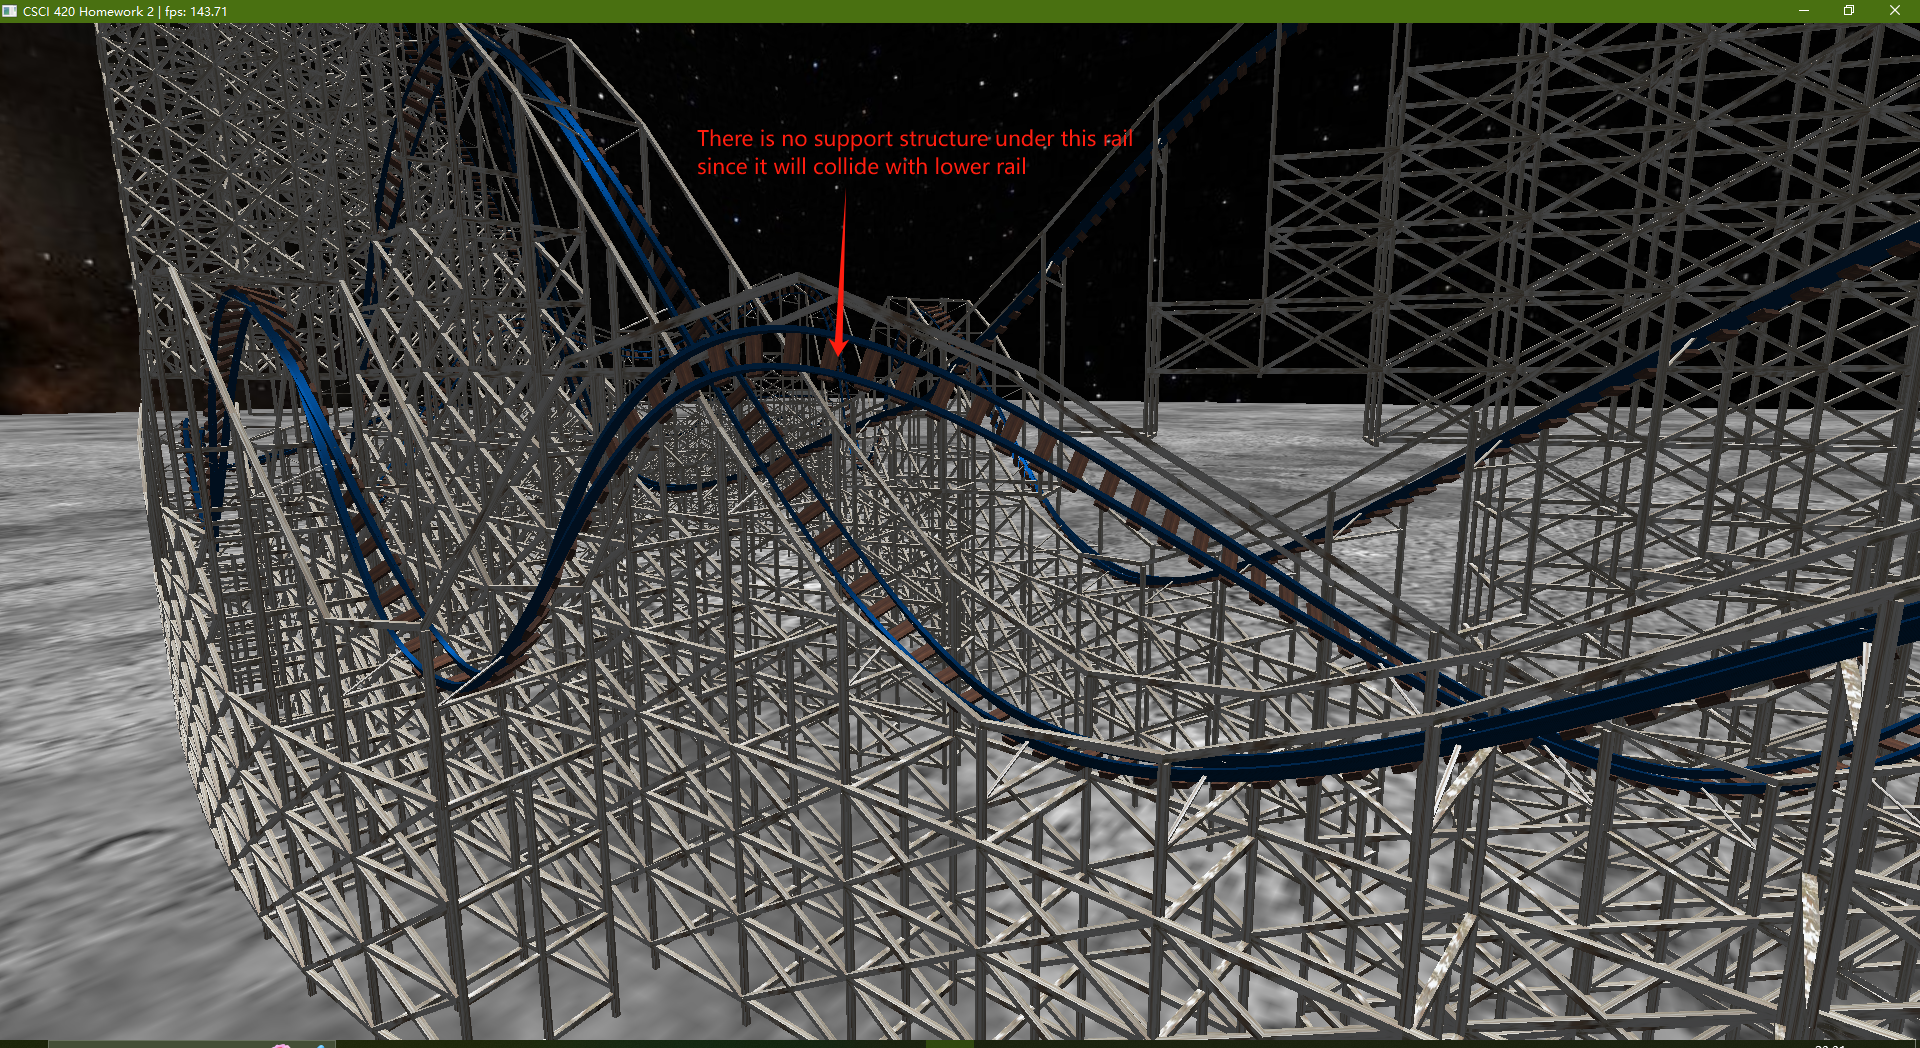 CSCI 420 Homework 2 | fps: 143.71
There is no support structure under this rail
since it will collide with lower rail